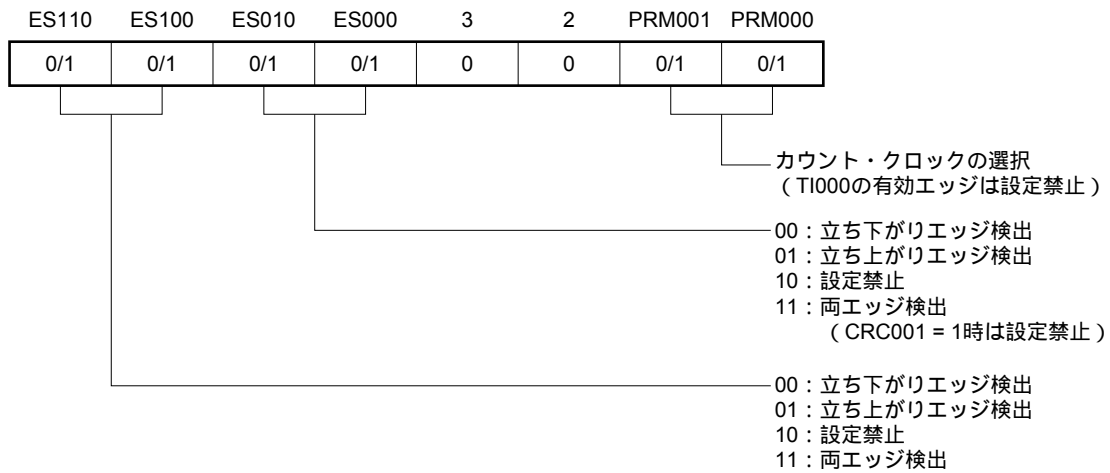 ES110 ES100 ES010 ES000 3 2 PRM001 PRM000
0/1 0/1 0/1 0/1 0 0 0/1 0/1
カウント・クロックの選択
（TI000の有効エッジは設定禁止）
00：立ち下がりエッジ検出
01：立ち上がりエッジ検出
10：設定禁止
11：両エッジ検出
（CRC001 = 1時は設定禁止）
00：立ち下がりエッジ検出
01：立ち上がりエッジ検出
10：設定禁止
11：両エッジ検出